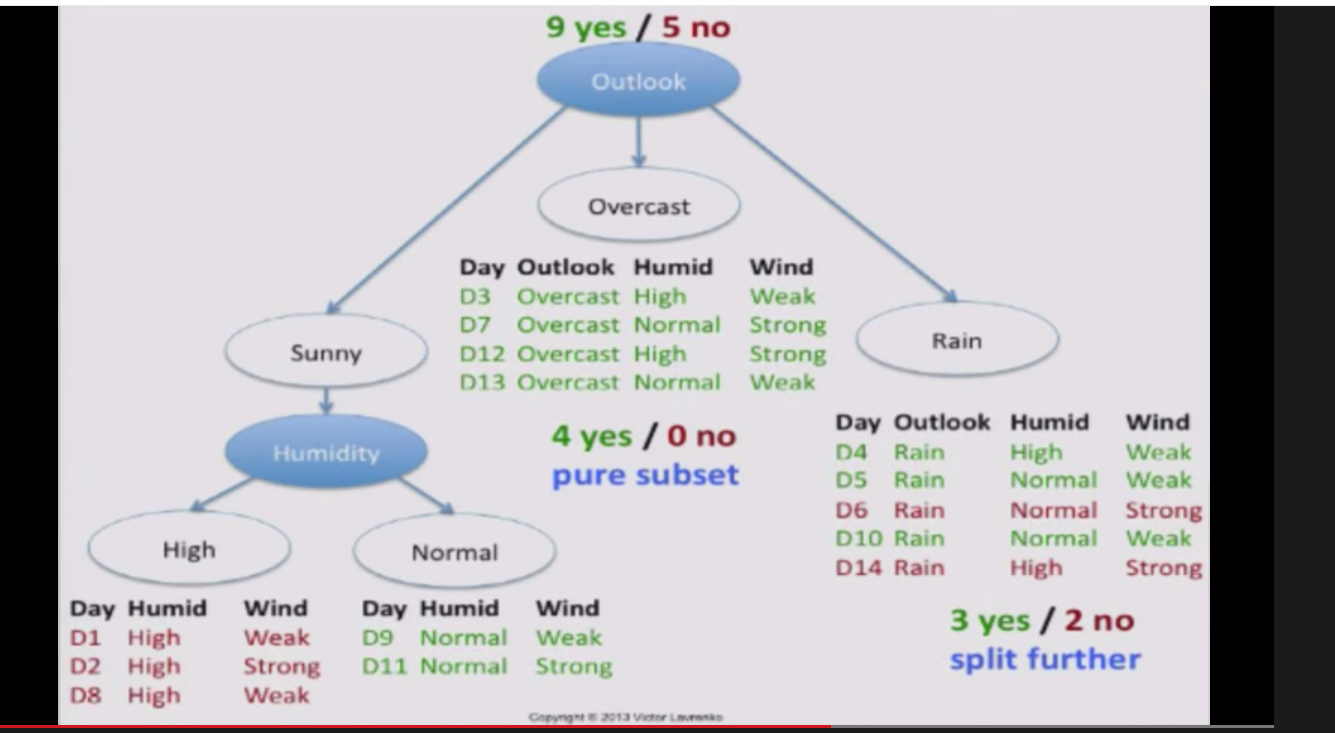 9 yes / 5 no
Outlook
Overcast
Day Outlook Humid Wind
D3 Overcast High Weak
D7 Overcast Normal Strong
D12 Overcast High Strong
D13 Overcast Normal Weak
4 yes / 0 no
pure subset
Sunny
Humidity
High
Day Humid Wind
D1 High Weak
D2 High Strong
D8 High Weak
Normal
Day Humid Wind
D9 Normal Weak
D11 Normal Strong
Rain
Day Outlook Humid Wind
D4 Rain High Weak
D5 Rain Normal Weak
D6 Rain Normal Strong
D10 Rain Normal Weak
D14 Rain High Strong
3 yes / 2 no
split further
Copyright © 2013 Victor Lavrenko